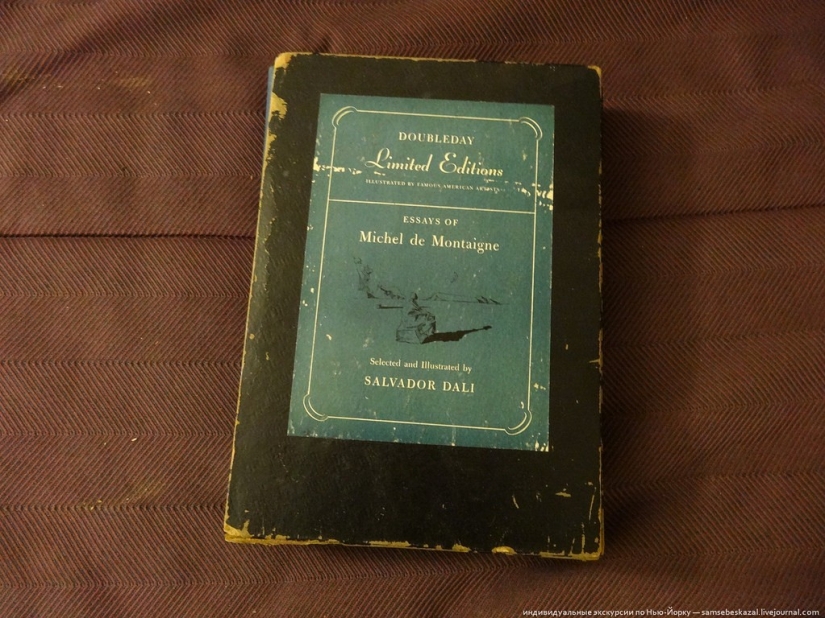 DOUBLEDAY
Limited Editions
ILLUSTRATED BY FAMOUS AMERICAN ARTISTS
ESSAYS OF
Michel de Montaigne
Selected and Illustrated by
SALVADOR DALI
индивидуальные экскурсии по Нью-Йорку — samsebeskazal.livejournal.com